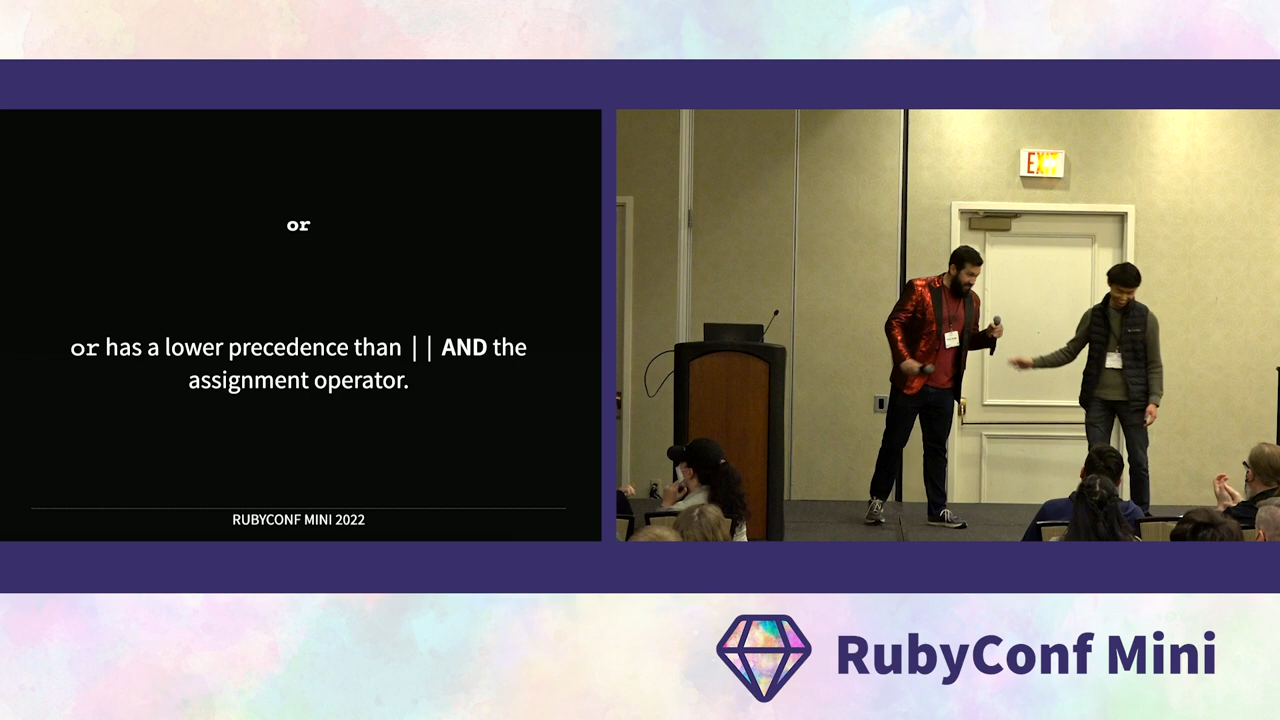 or
or has a lower precedence than || AND the
assignment operator.
RUBYCONF MINI 2022
EXIT
RubyConf Mini